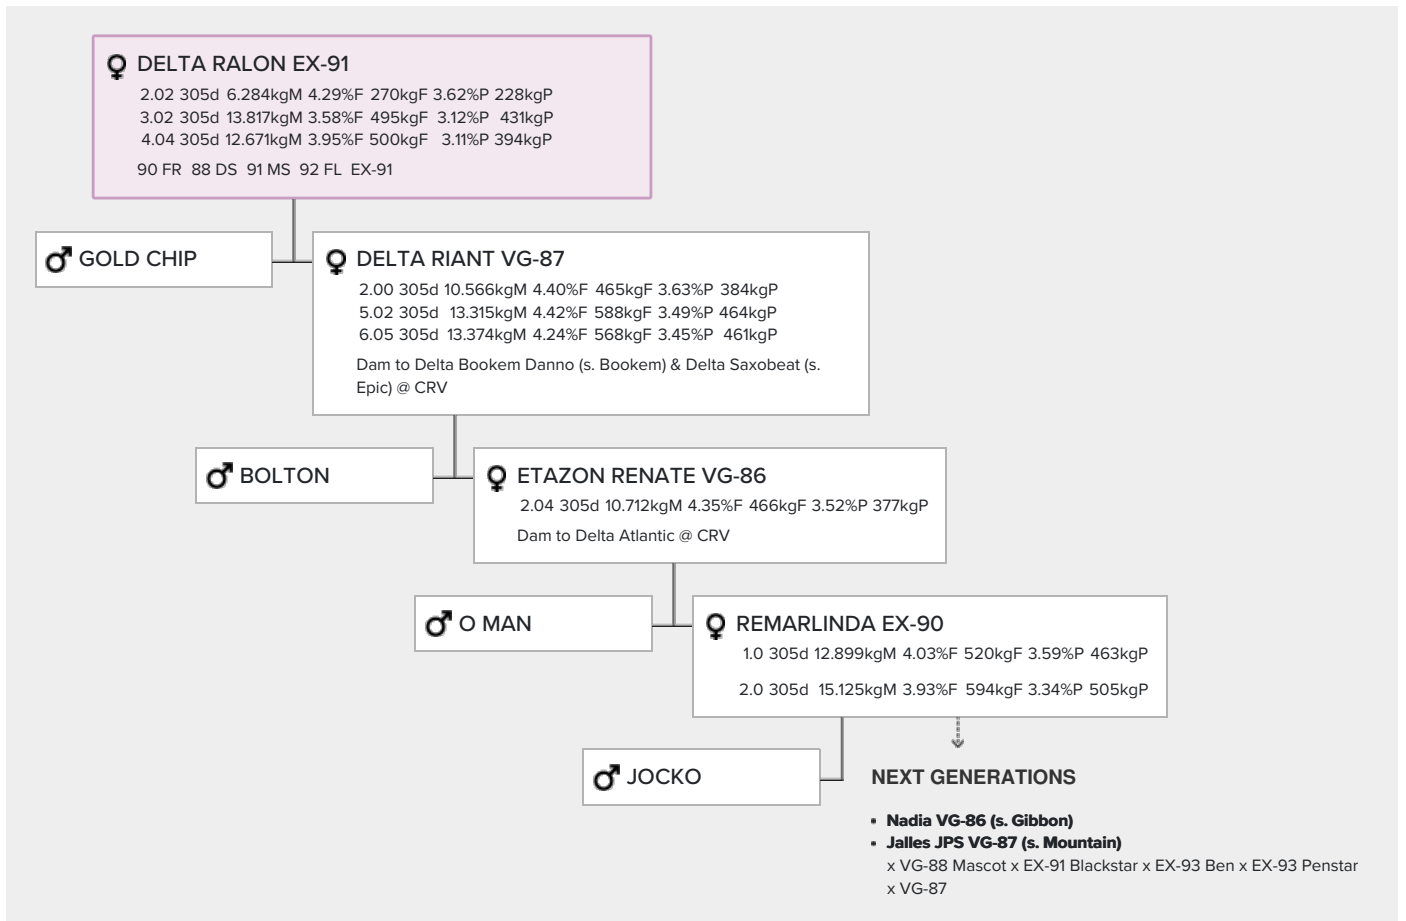 DELTA RALON EX-91
2.02 305d 6.284kgM 4.29%F 270kgF 3.62%P 228kgP
3.02 305d 13.817kgM 3.58%F 495kgF 3.12%P 431kgP
4.04 305d 12.671kgM 3.95%F 500kgF 3.11%P 394kgP
90 FR 88 DS 91 MS 92 FL EX-91
GOLD CHIP
DELTA RIANT VG-87
2.00 305d 10.566kgM 4.40%F 465kgF 3.63%P 384kgP
5.02 305d 13.315kgM 4.42%F 588kgF 3.49%P 464kgP
6.05 305d 13.374kgM 4.24%F 568kgF 3.45%P 461kgP
Dam to Delta Bookem Danno (s. Bookem) & Delta Saxobeat (s.
Epic) @ CRV
BOLTON
ETAZON RENATE VG-86
2.04 305d 10.712kgM 4.35%F 466kgF 3.52%P 377kgP
Dam to Delta Atlantic @ CRV
O MAN
REMARLINDA EX-90
1.0 305d 12.899kgM 4.03%F 520kgF 3.59%P 463kgP
2.0 305d 15.125kgM 3.93%F 594kgF 3.34%P 505kgP
JOCKO
NEXT GENERATIONS
• Nadia VG-86 (s. Gibbon)
• Jalles JPS VG-87 (s. Mountain)
x VG-88 Mascot x EX-91 Blackstar x EX-93 Ben x EX-93 Penstar
x VG-87